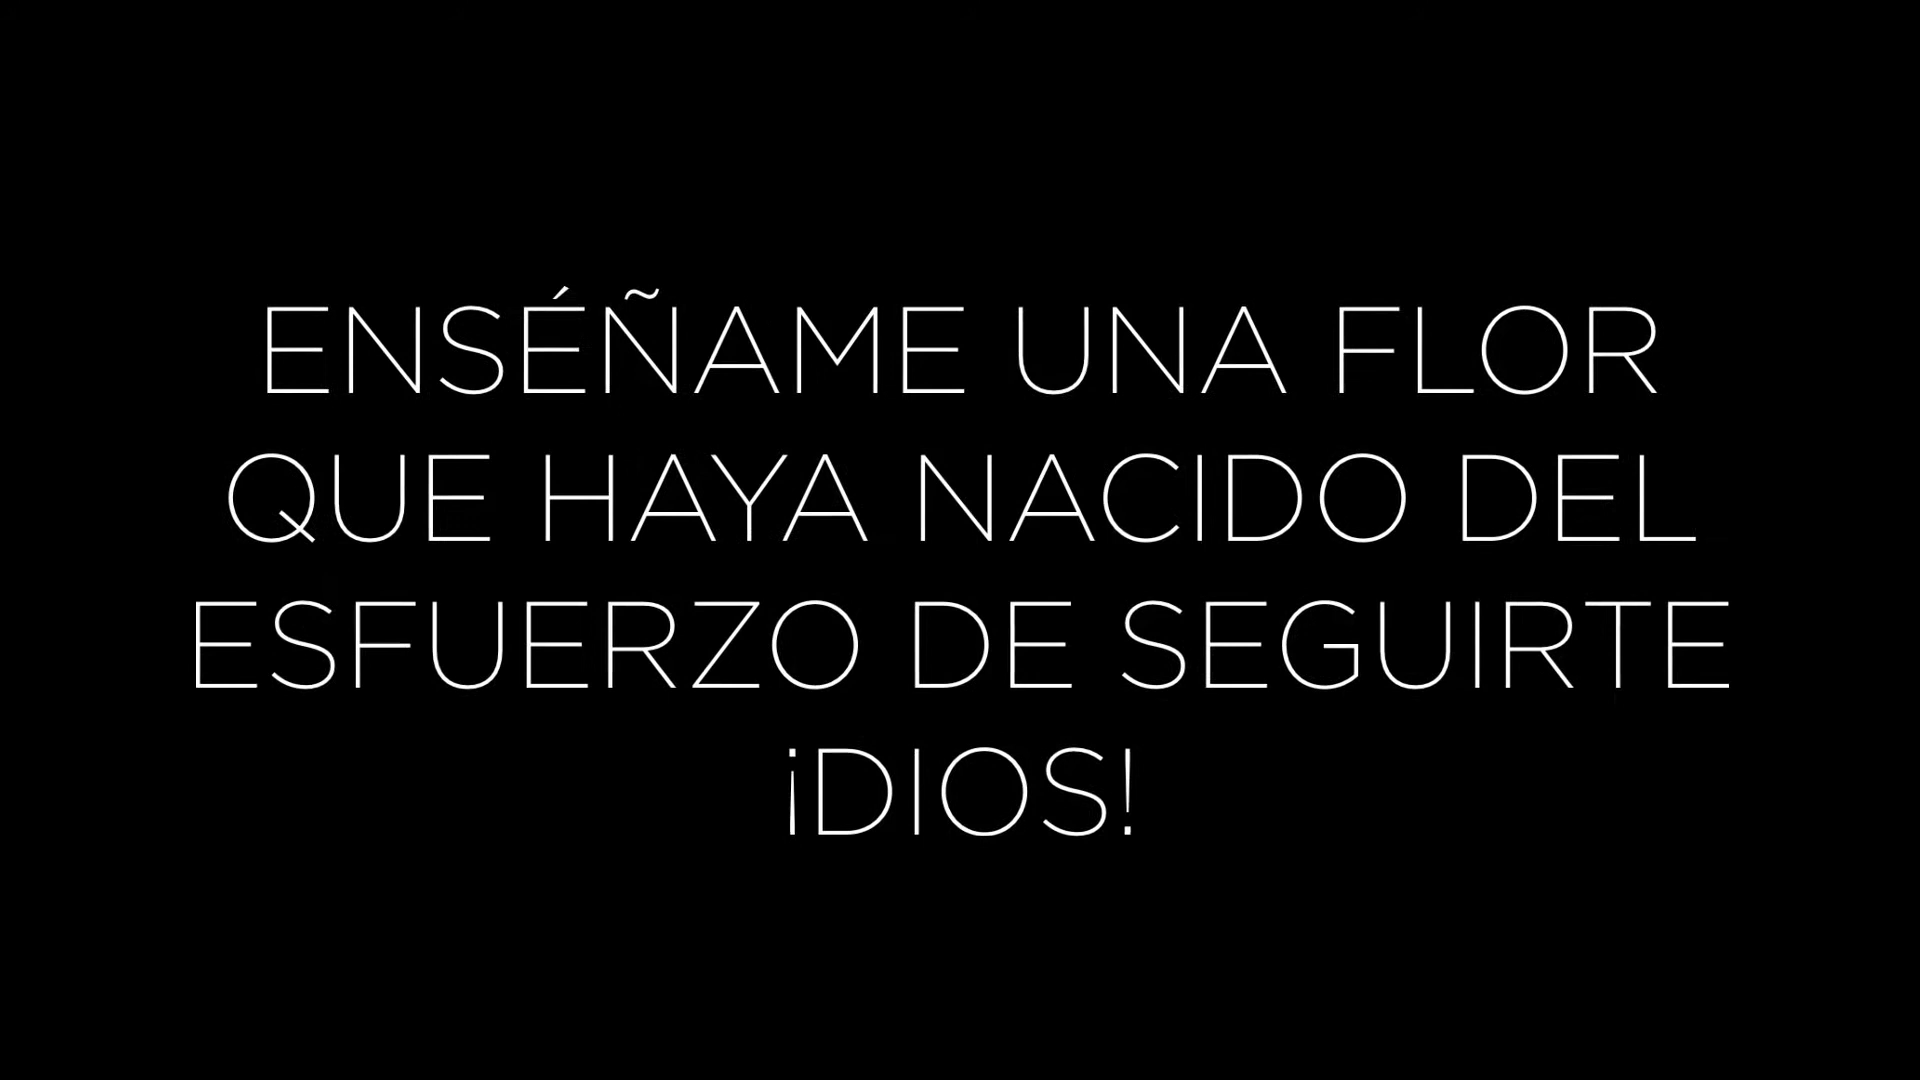 ENSÉÑAME UNA FLOR
QUE HAYA NACIDO DEL
ESFUERZO DE SEGUIRTE
¡DIOS!